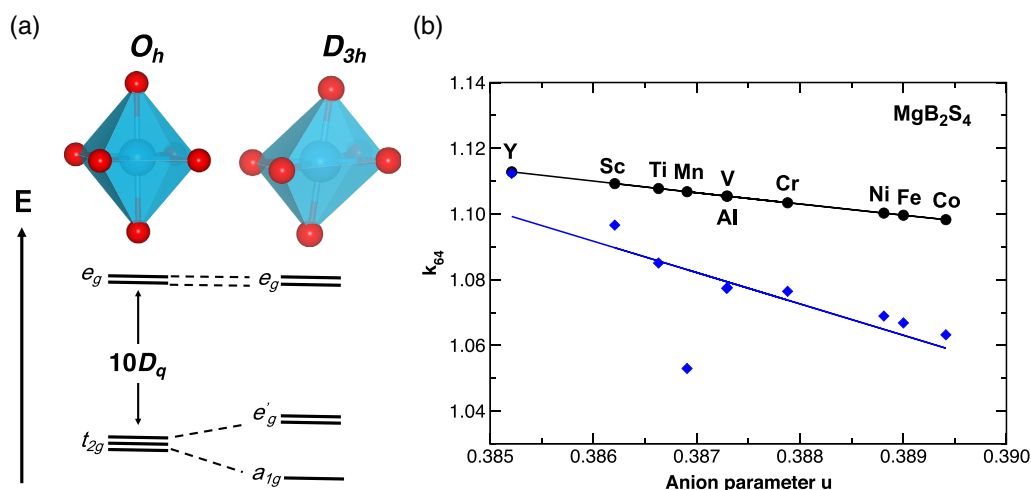 (a)
O_h
D_3h
E
e_g
e_g
10D_q
t_2g
e'_g
a_1g
(b)
MgB₂S₄
Y
Sc
Ti
Mn
V
Al
Cr
Ni
Fe
Co
k_64
1.14
1.12
1.10
1.08
1.06
1.04
0.385
0.386
0.387
0.388
0.389
0.390
Anion parameter u